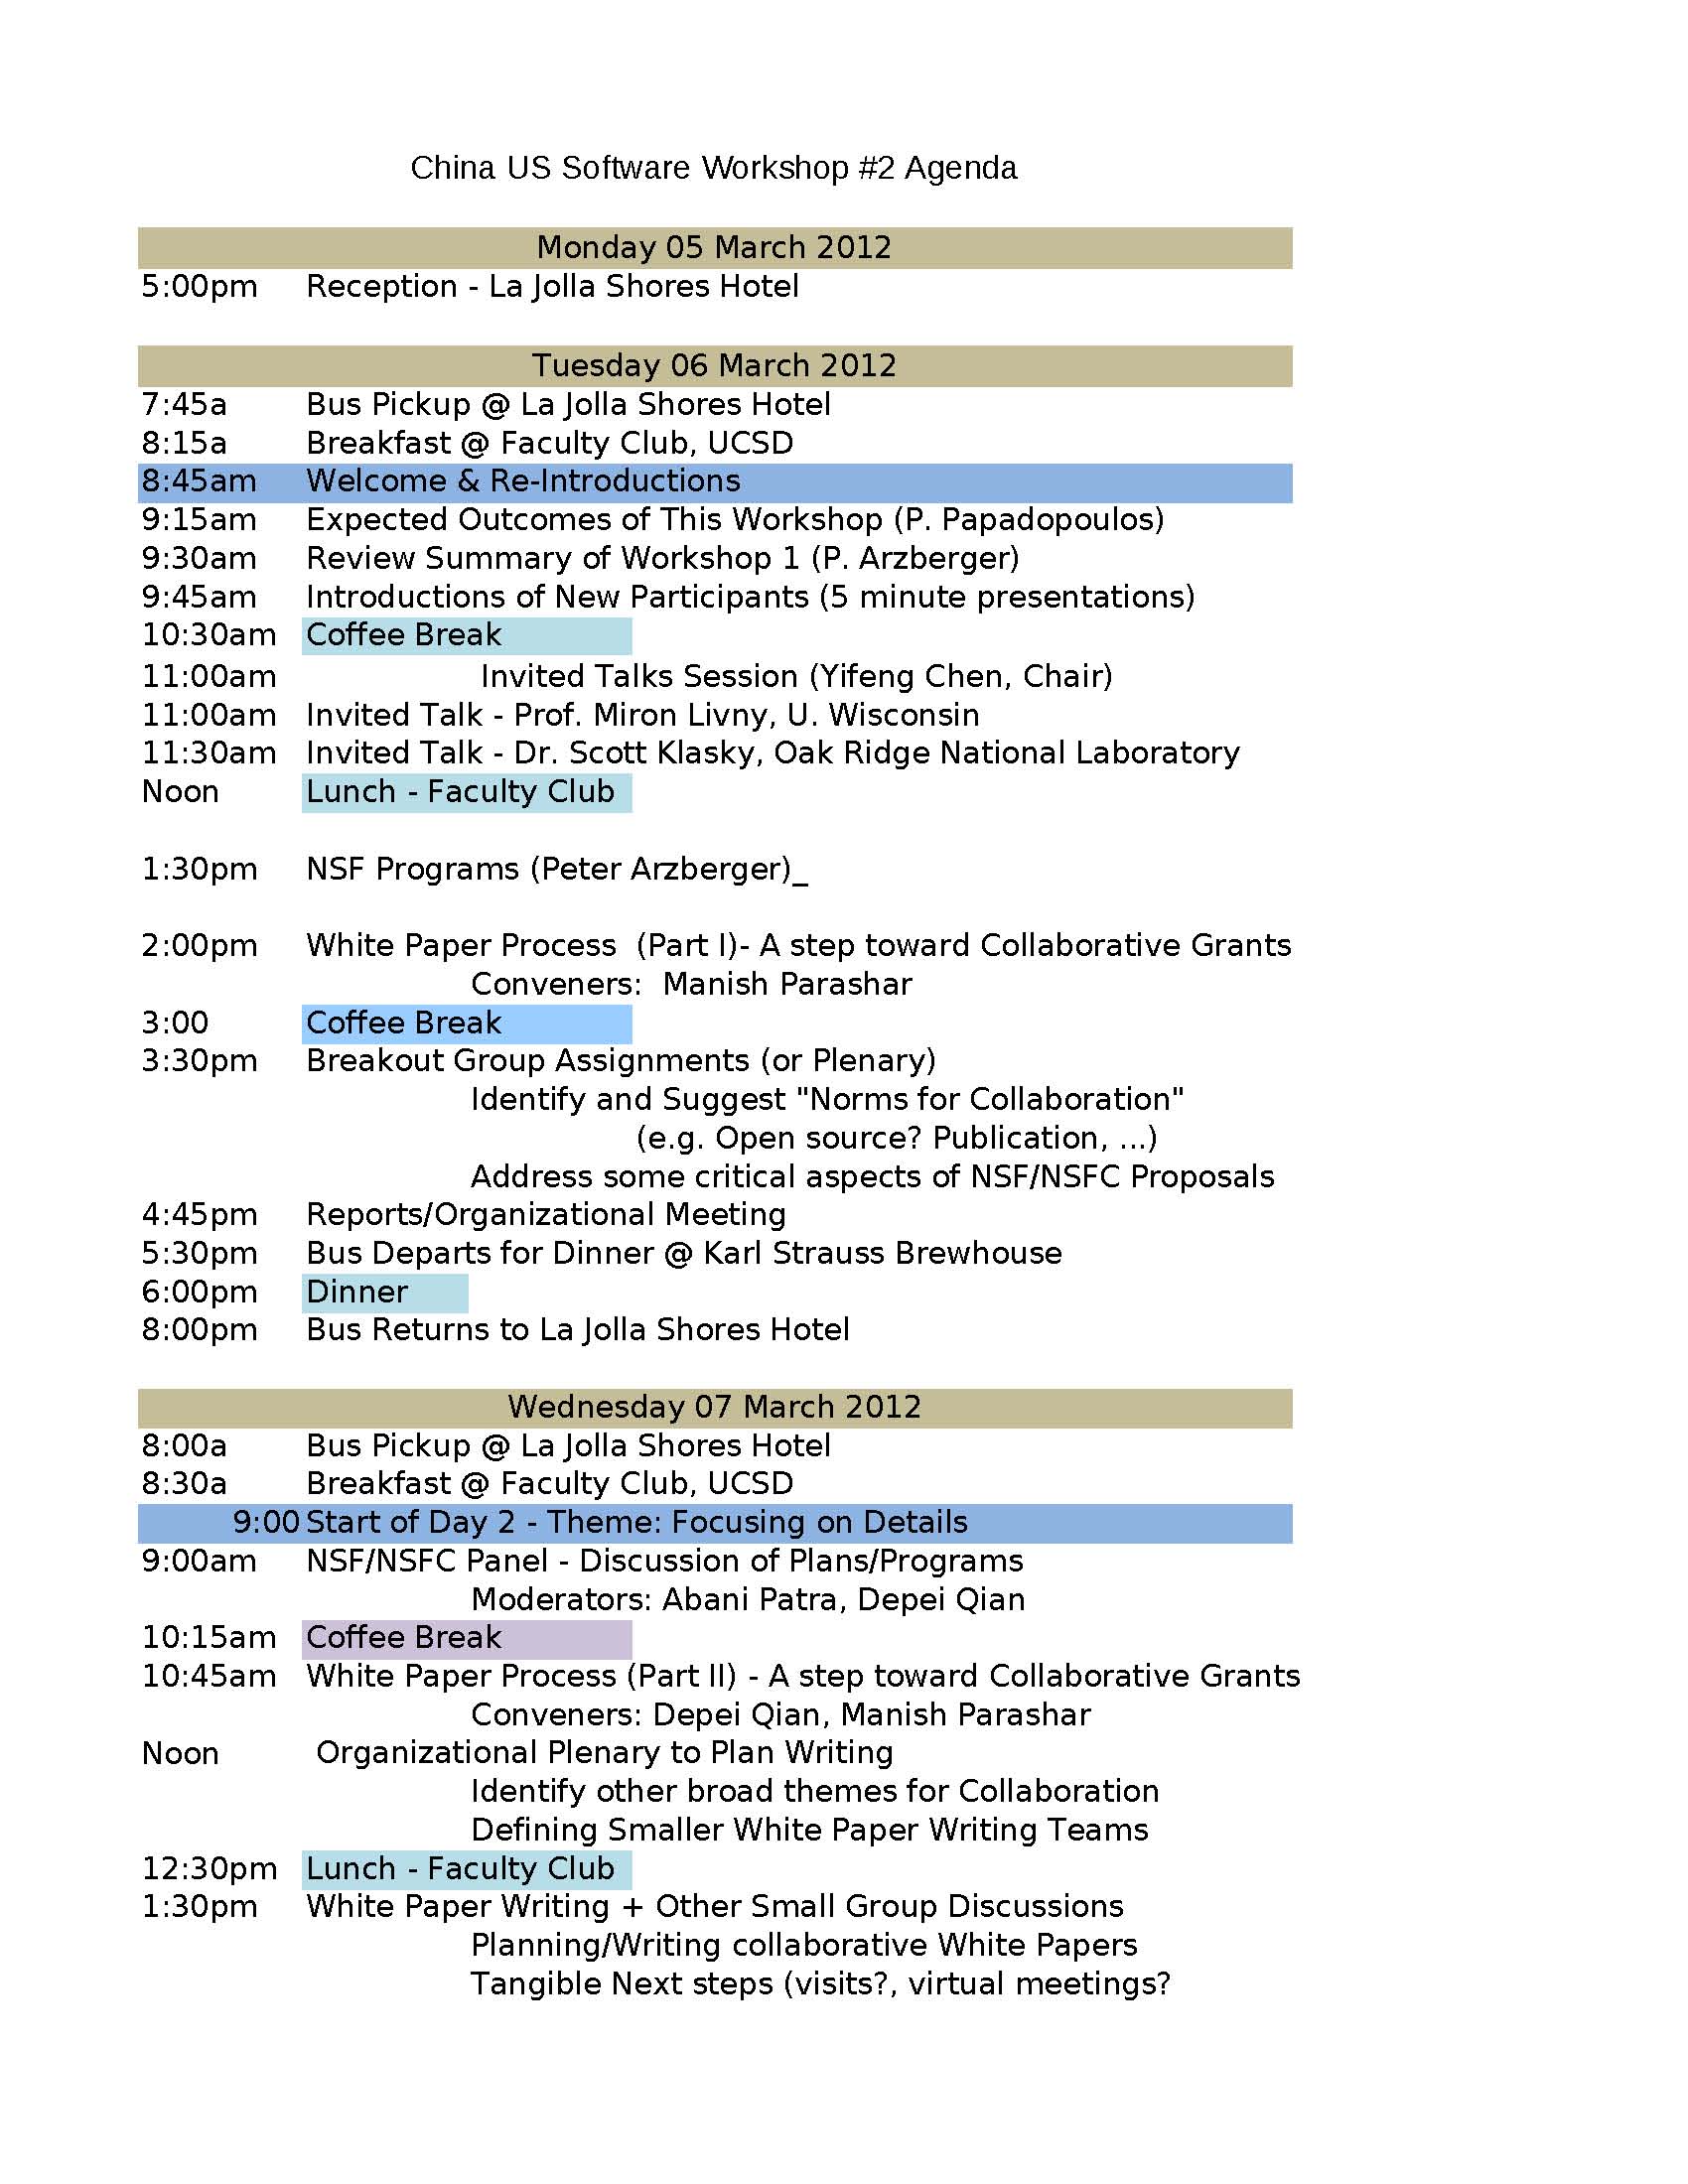 China US Software Workshop #2 Agenda
Monday 05 March 2012
5:00pm Reception - La Jolla Shores Hotel
Tuesday 06 March 2012
7:45a Bus Pickup @ La Jolla Shores Hotel
8:15a Breakfast @ Faculty Club, UCSD
8:45am Welcome & Re-Introductions
9:15am Expected Outcomes of This Workshop (P. Papadopoulos)
9:30am Review Summary of Workshop 1 (P. Arzberger)
9:45am Introductions of New Participants (5 minute presentations)
10:30am Coffee Break
11:00am Invited Talks Session (Yifeng Chen, Chair)
11:00am Invited Talk - Prof. Miron Livny, U. Wisconsin
11:30am Invited Talk - Dr. Scott Klasky, Oak Ridge National Laboratory
Noon Lunch - Faculty Club
1:30pm NSF Programs (Peter Arzberger)_
2:00pm White Paper Process  (Part I)- A step toward Collaborative Grants
Conveners:  Manish Parashar
3:00 Coffee Break
3:30pm Breakout Group Assignments (or Plenary)
Identify and Suggest "Norms for Collaboration"
(e.g. Open source? Publication, ...)
Address some critical aspects of NSF/NSFC Proposals
4:45pm Reports/Organizational Meeting
5:30pm Bus Departs for Dinner @ Karl Strauss Brewhouse
6:00pm Dinner
8:00pm Bus Returns to La Jolla Shores Hotel
Wednesday 07 March 2012
8:00a Bus Pickup @ La Jolla Shores Hotel
8:30a Breakfast @ Faculty Club, UCSD
9:00 Start of Day 2 - Theme: Focusing on Details
9:00am NSF/NSFC Panel - Discussion of Plans/Programs
Moderators: Abani Patra, Depei Qian
10:15am Coffee Break
10:45am White Paper Process (Part II) - A step toward Collaborative Grants
Conveners: Depei Qian, Manish Parashar
Noon Organizational Plenary to Plan Writing
Identify other broad themes for Collaboration
Defining Smaller White Paper Writing Teams
12:30pm Lunch - Faculty Club
1:30pm White Paper Writing + Other Small Group Discussions
Planning/Writing collaborative White Papers
Tangible Next steps (visits?, virtual meetings?